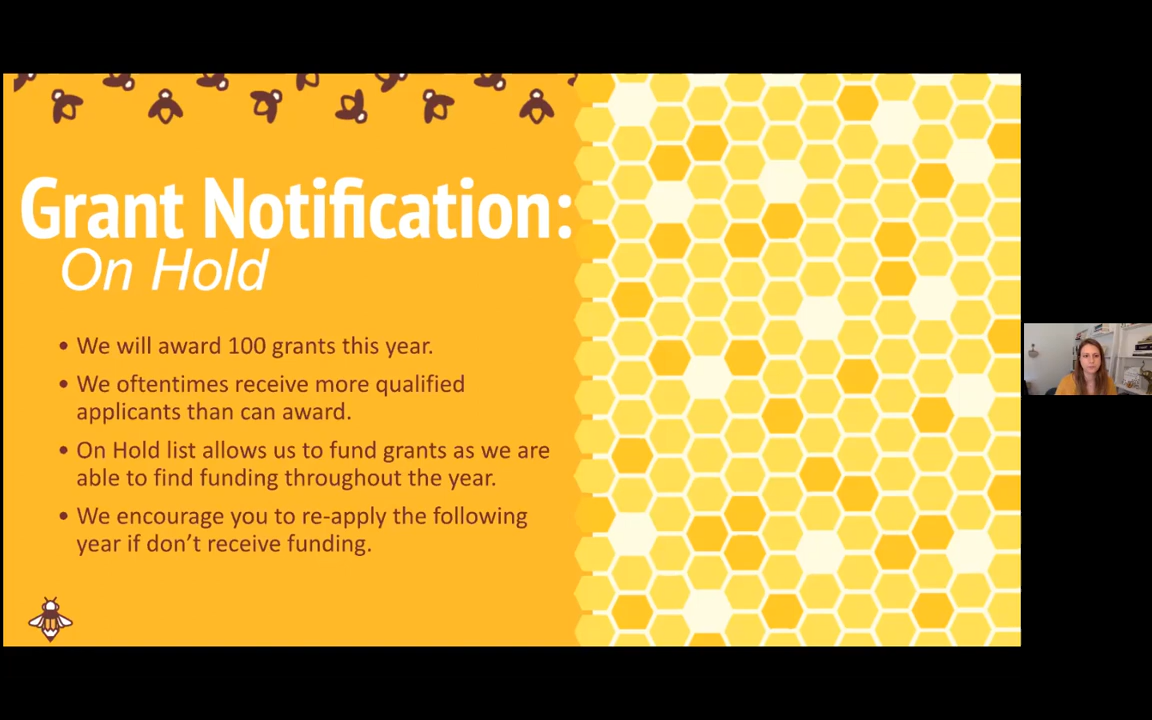 Grant Notification:
On Hold
• We will award 100 grants this year.
• We oftentimes receive more qualified
applicants than can award.
• On Hold list allows us to fund grants as we are
able to find funding throughout the year.
• We encourage you to re-apply the following
year if don’t receive funding.